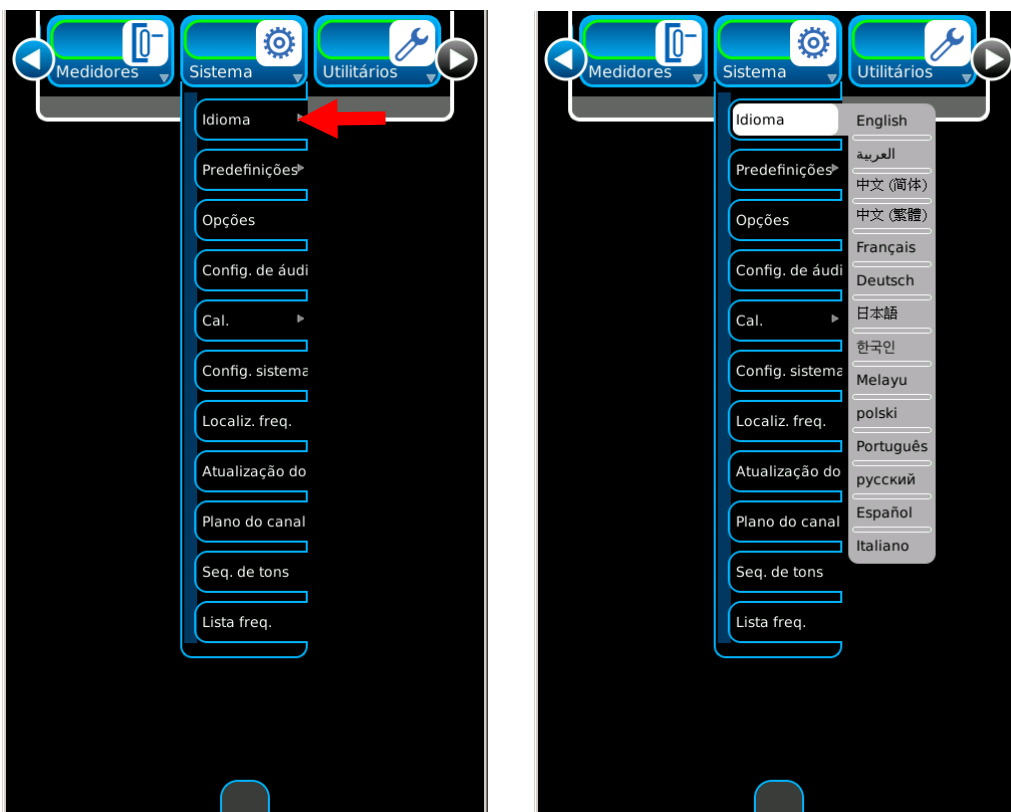 Medidores
Sistema
Utilitários
Idioma
Predefinições
Opções
Config. de áudi
Cal.
Config. sistema
Localiz. freq.
Atualização do
Plano do canal
Seq. de tons
Lista freq.
Medidores
Sistema
Utilitários
Idioma
Predefinições
Opções
Config. de áudi
Cal.
Config. sistema
Localiz. freq.
Atualização do
Plano do canal
Seq. de tons
Lista freq.
English
العربية
中文 (简体)
中文 (繁體)
Français
Deutsch
日本語
한국인
Melayu
polski
Português
русский
Español
Italiano